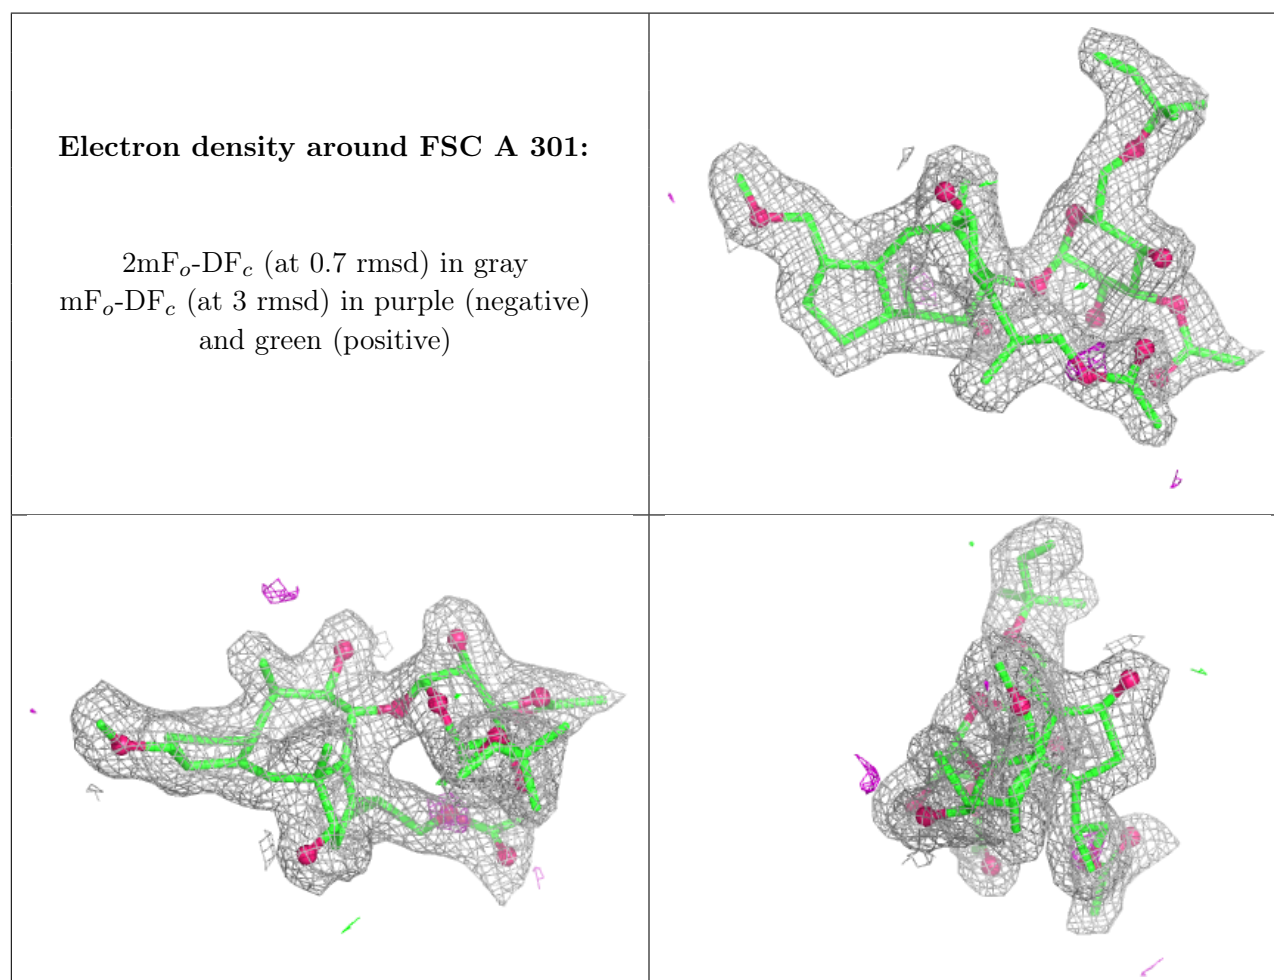 Electron density around FSC A 301:
2mFo-DFc (at 0.7 rmsd) in gray
mFo-DFc (at 3 rmsd) in purple (negative)
and green (positive)